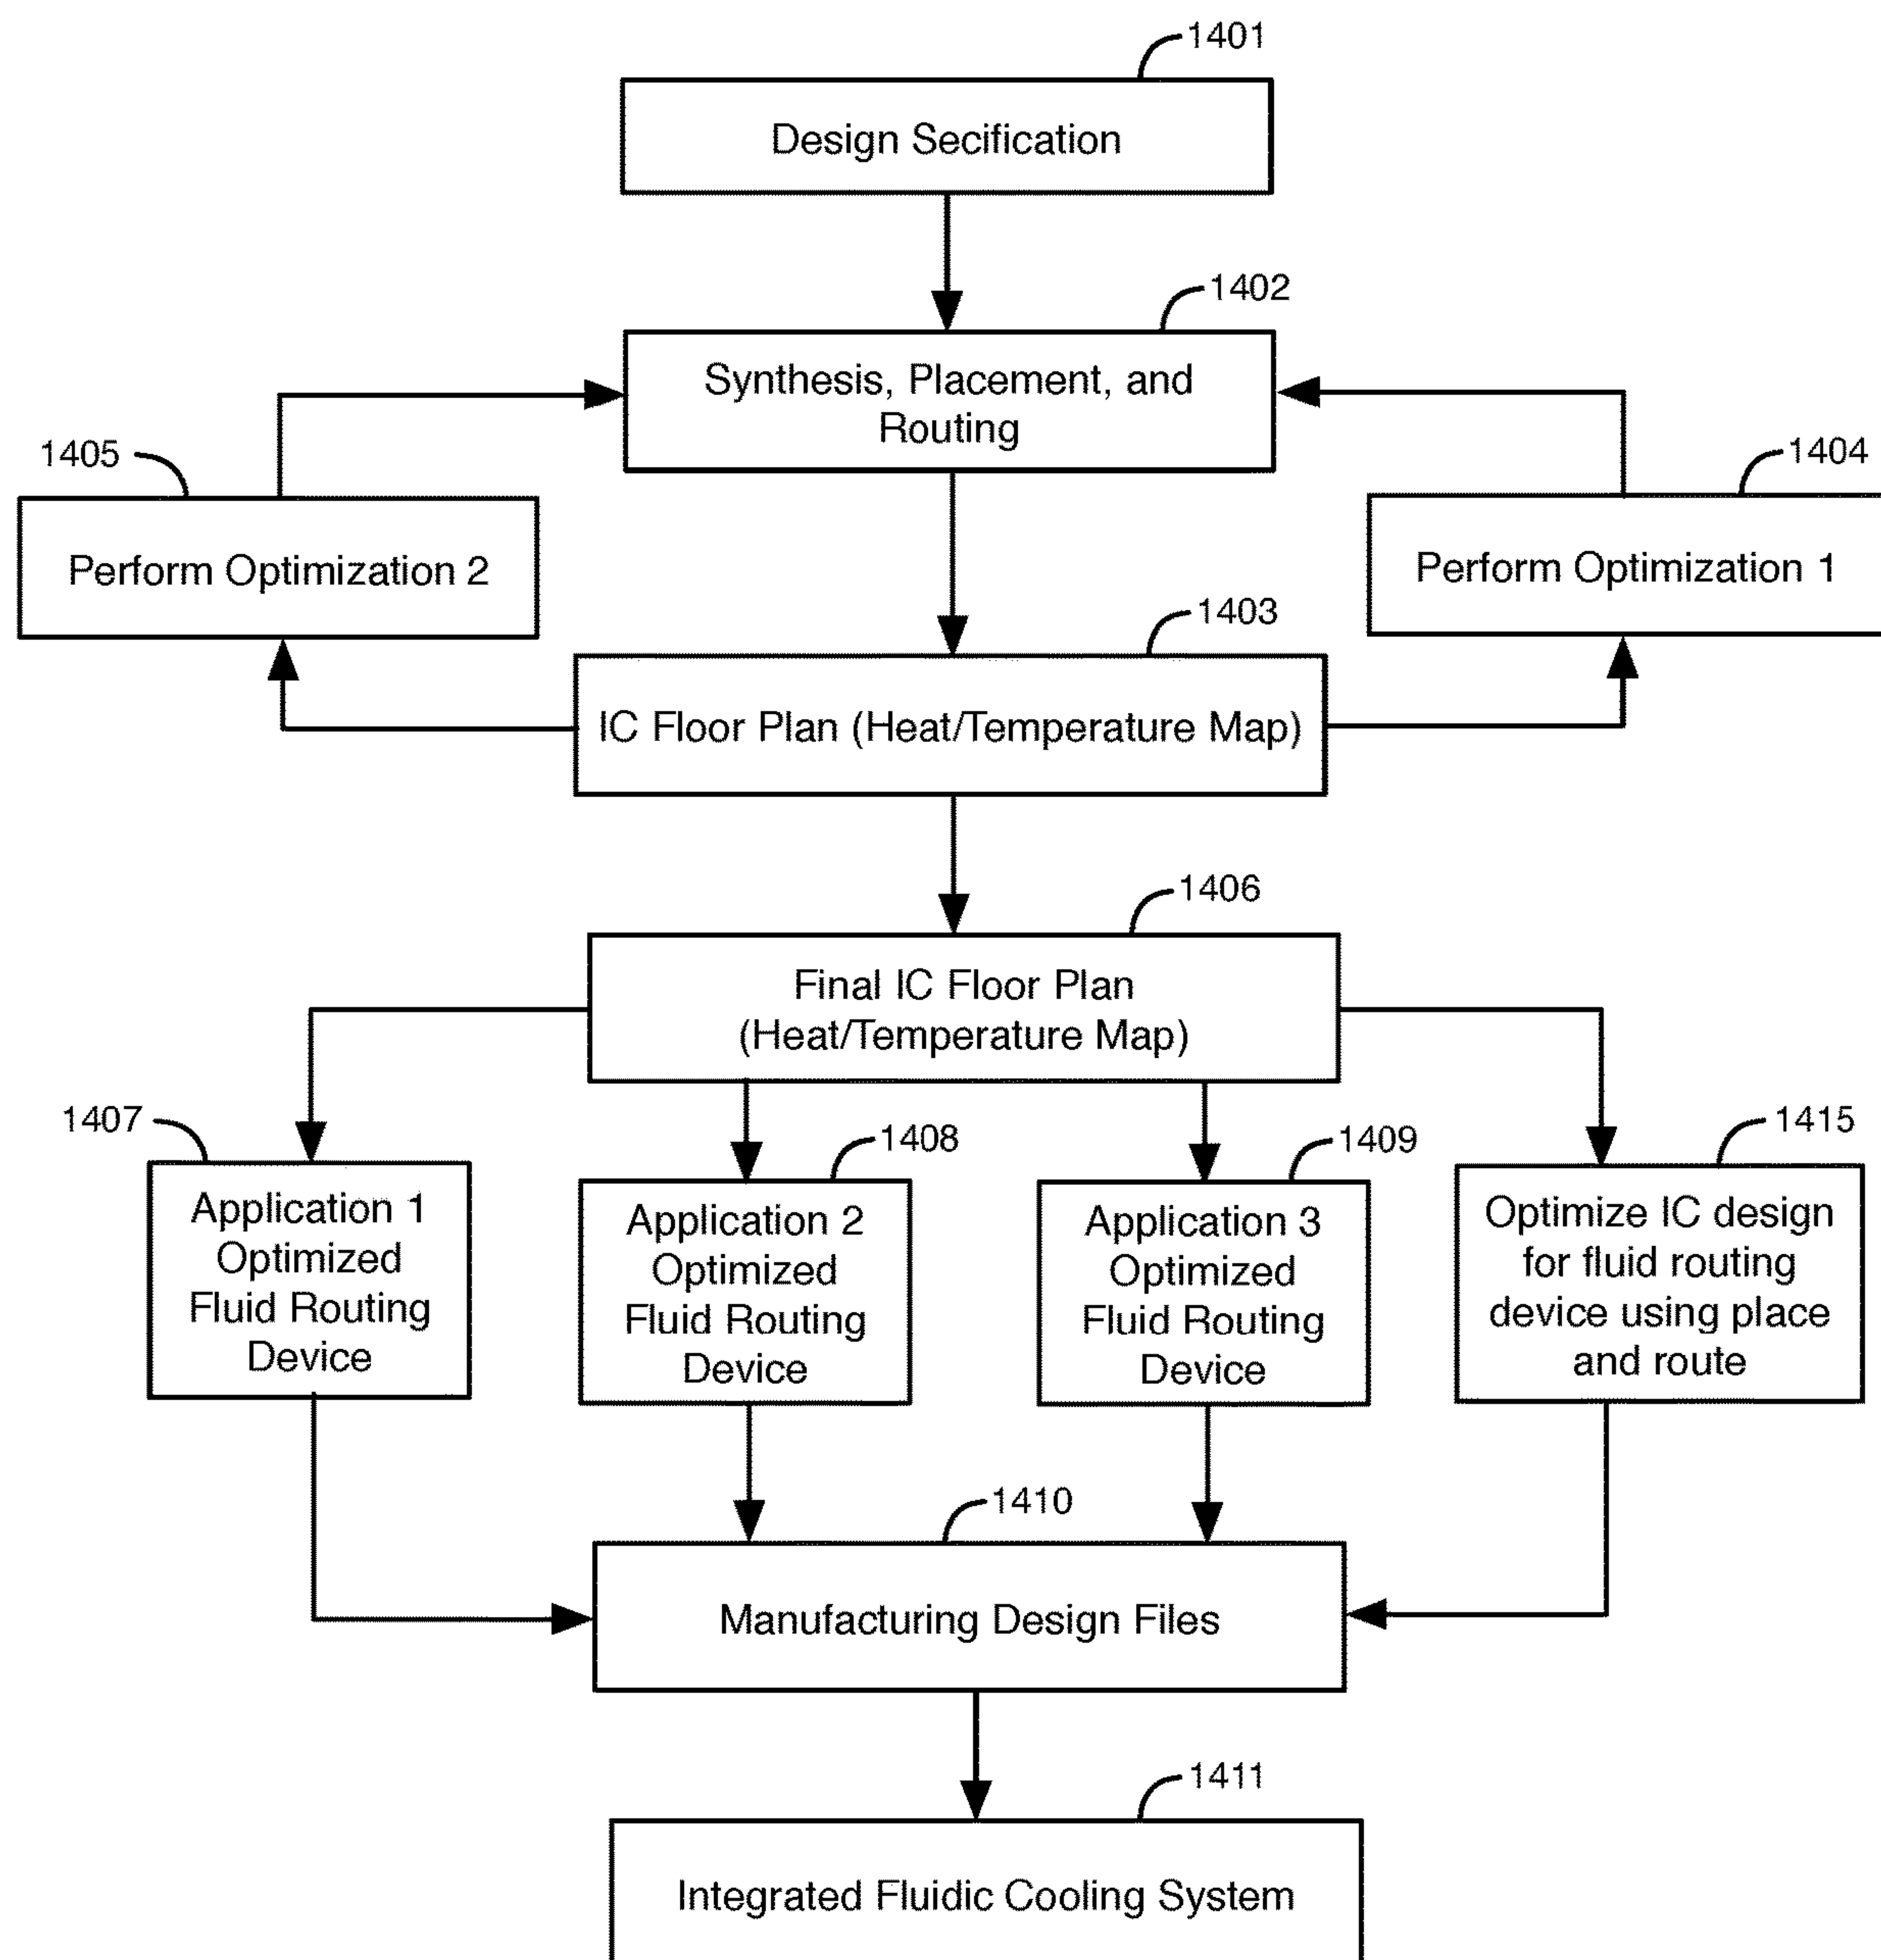 1401
Design Secification
1402
Synthesis, Placement, and
Routing
1405
Perform Optimization 2
1404
Perform Optimization 1
1403
IC Floor Plan (Heat/Temperature Map)
1406
Final IC Floor Plan
(Heat/Temperature Map)
1407
Application 1
Optimized
Fluid Routing
Device
1408
Application 2
Optimized
Fluid Routing
Device
1409
Application 3
Optimized
Fluid Routing
Device
1415
Optimize IC design
for fluid routing
device using place
and route
1410
Manufacturing Design Files
1411
Integrated Fluidic Cooling System